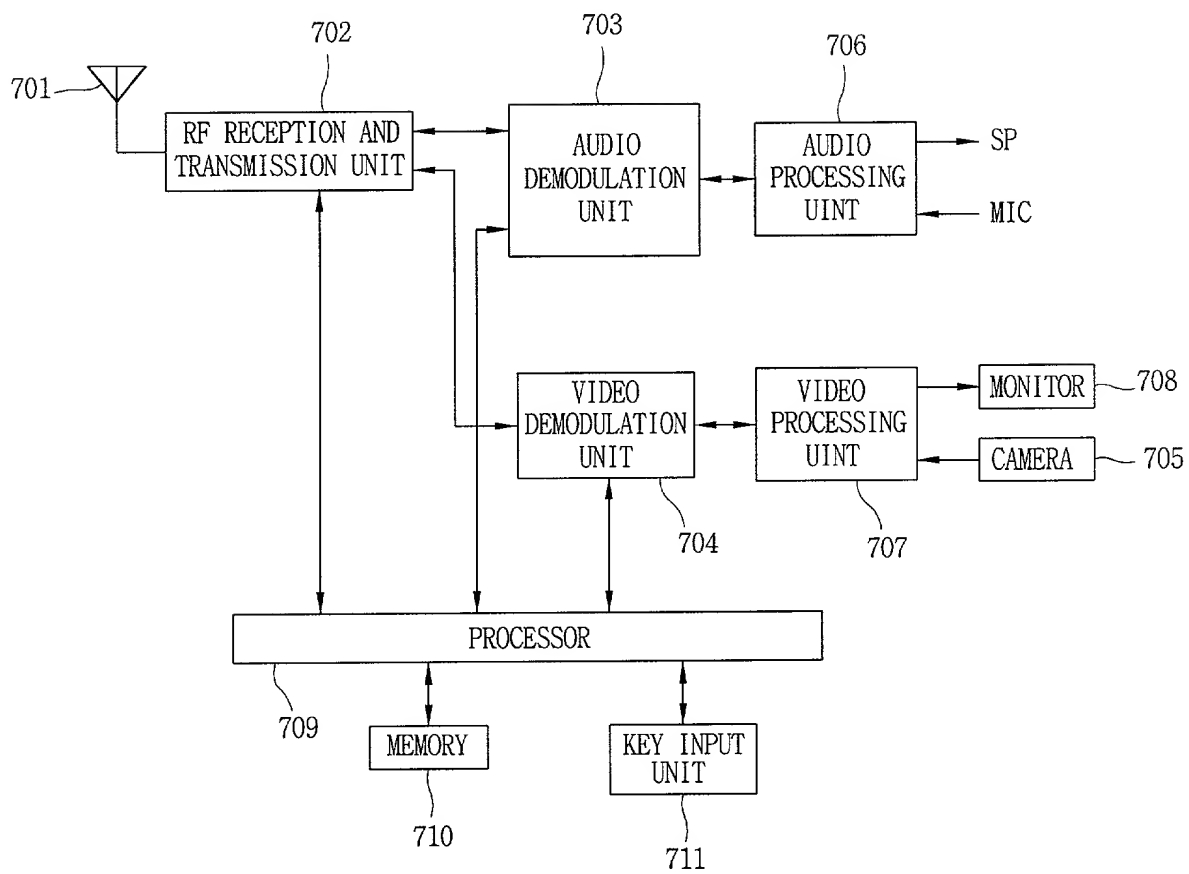 702
703
706
701
RF RECEPTION AND
TRANSMISSION UNIT
AUDIO
DEMODULATION
UNIT
AUDIO
PROCESSING
UINT
SP
MIC
VIDEO
DEMODULATION
UNIT
VIDEO
PROCESSING
UINT
MONITOR
708
CAMERA
705
704
707
PROCESSOR
709
MEMORY
KEY INPUT
UNIT
710
711